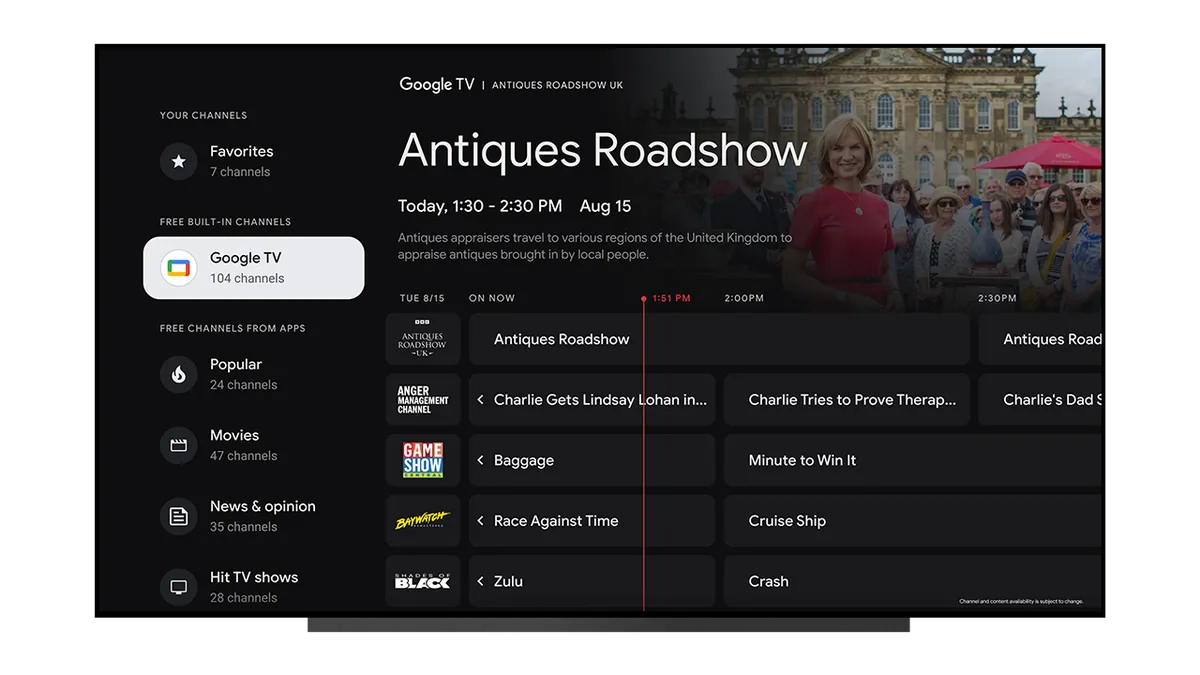 YOUR CHANNELS
Favorites
7 channels
FREE BUILT-IN CHANNELS
Google TV
104 channels
FREE CHANNELS FROM APPS
Popular
24 channels
Movies
47 channels
News & opinion
35 channels
Hit TV shows
28 channels
Google TV | ANTIQUES ROADSHOW UK
Antiques Roadshow
Today, 1:30 - 2:30 PM Aug 15
Antiques appraisers travel to various regions of the United Kingdom to
appraise antiques brought in by local people.
TUE 8/15 ON NOW 1:51 PM 2:00PM 2:30PM
BBC
ANTIQUES
ROADSHOW
UK
Antiques Roadshow
Antiques Road
ANGER
MANAGEMENT
CHANNEL
< Charlie Gets Lindsay Lohan in...
Charlie Tries to Prove Therap...
Charlie's Dad S
GAME
SHOW
CENTRAL
< Baggage
Minute to Win It
BAYWATCH
REMASTERED
< Race Against Time
Cruise Ship
SHADES OF
BLACK
< Zulu
Crash
Channel and content availability is subject to change.